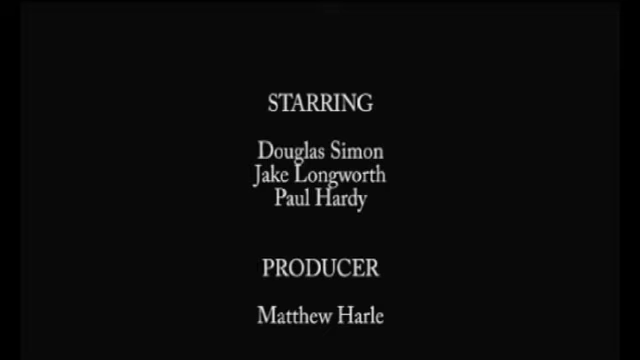 STARRING
Douglas Simon
Jake Longworth
Paul Hardy
PRODUCER
Matthew Harle